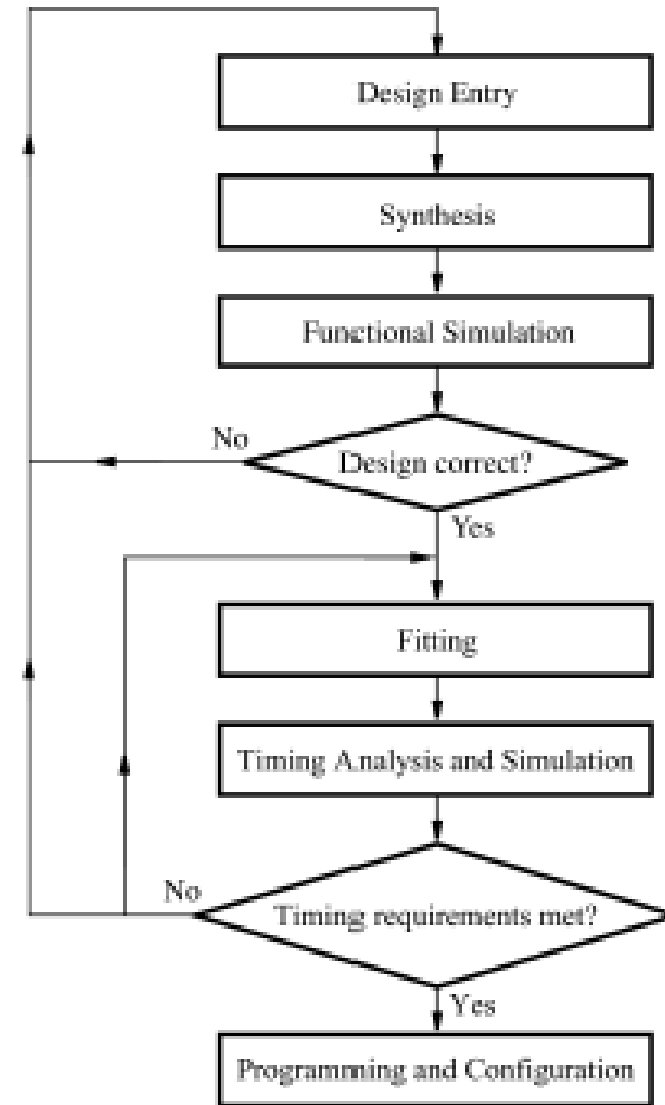 Design Entry
Synthesis
Functional Simulation
No
Design correct?
Yes
Fitting
Timing Analysis and Simulation
No
Timing requirements met?
Yes
Programming and Configuration